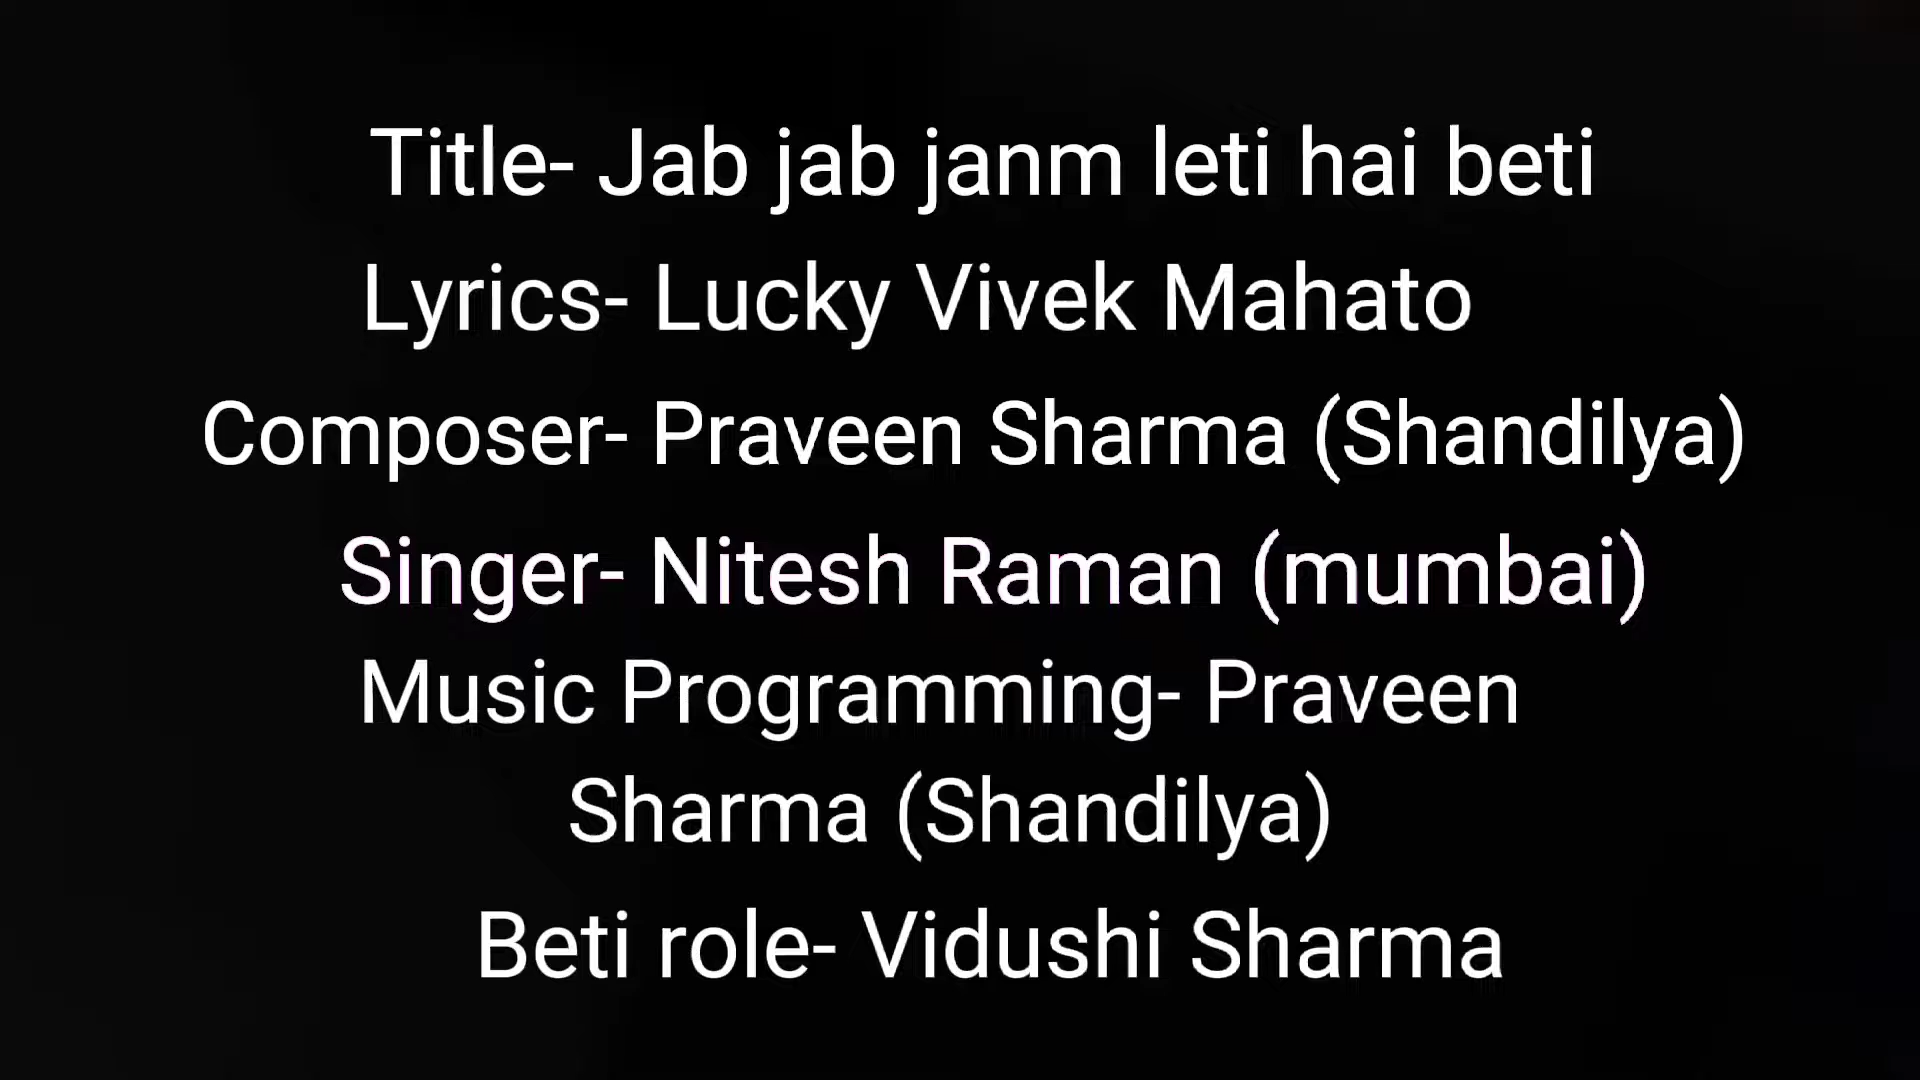 Title- Jab jab janm leti hai beti
Lyrics- Lucky Vivek Mahato
Composer- Praveen Sharma (Shandilya)
Singer- Nitesh Raman (mumbai)
Music Programming- Praveen
Sharma (Shandilya)
Beti role- Vidushi Sharma